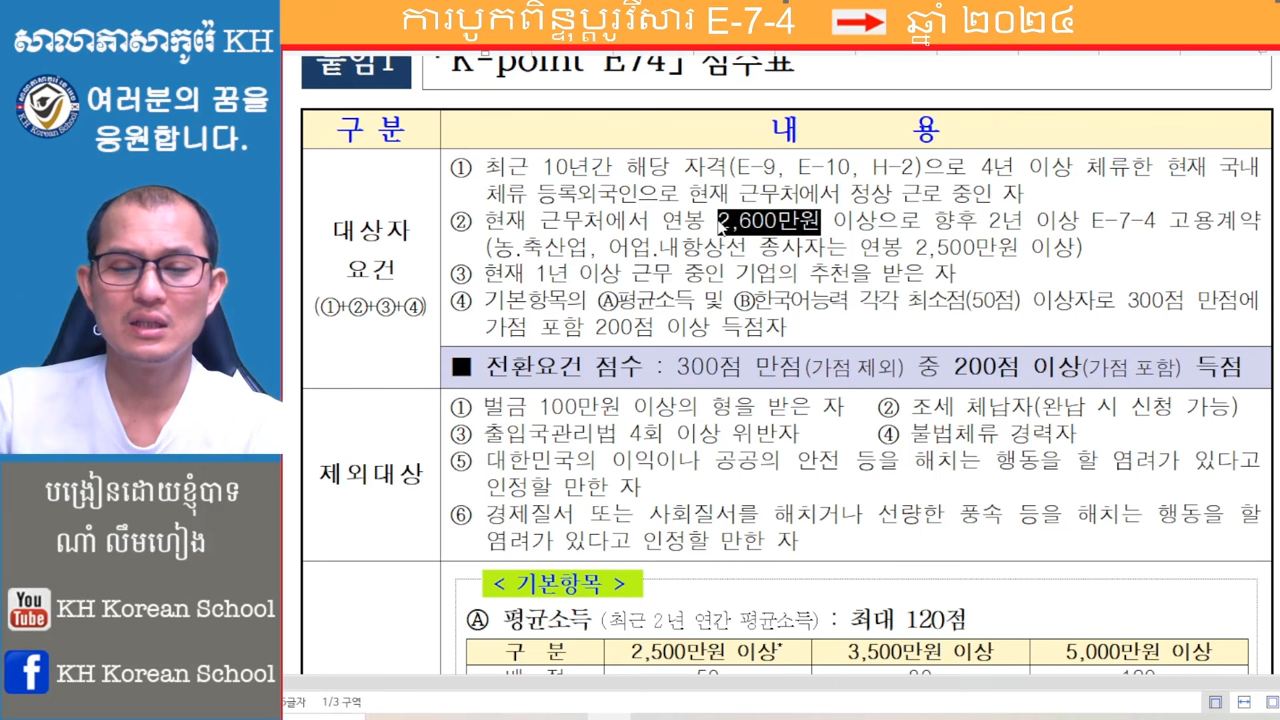 សាលាភាសាកូរ៉េ KH
여러분의 꿈을
응원합니다.
ការបូកពិន្ទុប្ដូរវីសារ E-7-4
ឆ្នាំ ២០២៤
붙임1 「K-point E74」 점수표
구 분 내 용
대상자
요건
(①+②+③+④)
① 최근 10년간 해당 자격(E-9, E-10, H-2)으로 4년 이상 체류한 현재 국내
체류 등록외국인으로 현재 근무처에서 정상 근로 중인 자
② 현재 근무처에서 연봉 2,600만원 이상으로 향후 2년 이상 E-7-4 고용계약
(농.축산업, 어업.내항상선 종사자는 연봉 2,500만원 이상)
③ 현재 1년 이상 근무 중인 기업의 추천을 받은 자
④ 기본항목의 Ⓐ평균소득 및 Ⓑ한국어능력 각각 최소점(50점) 이상자로 300점 만점에
가점 포함 200점 이상 득점자
■ 전환요건 점수 : 300점 만점(가점 제외) 중 200점 이상(가점 포함) 득점
제외대상
① 벌금 100만원 이상의 형을 받은 자 ② 조세 체납자(완납 시 신청 가능)
③ 출입국관리법 4회 이상 위반자 ④ 불법체류 경력자
⑤ 대한민국의 이익이나 공공의 안전 등을 해치는 행동을 할 염려가 있다고
인정할 만한 자
⑥ 경제질서 또는 사회질서를 해치거나 선량한 풍속 등을 해치는 행동을 할
염려가 있다고 인정할 만한 자
< 기본항목 >
Ⓐ 평균소득 (최근 2년 연간 평균소득) : 최대 120점
구 분 2,500만원 이상* 3,500만원 이상 5,000만원 이상
បង្រៀនដោយខ្ញុំបាទ
ណាំ លឹមហៀង
You Tube KH Korean School
f KH Korean School
글자 1/3 구역